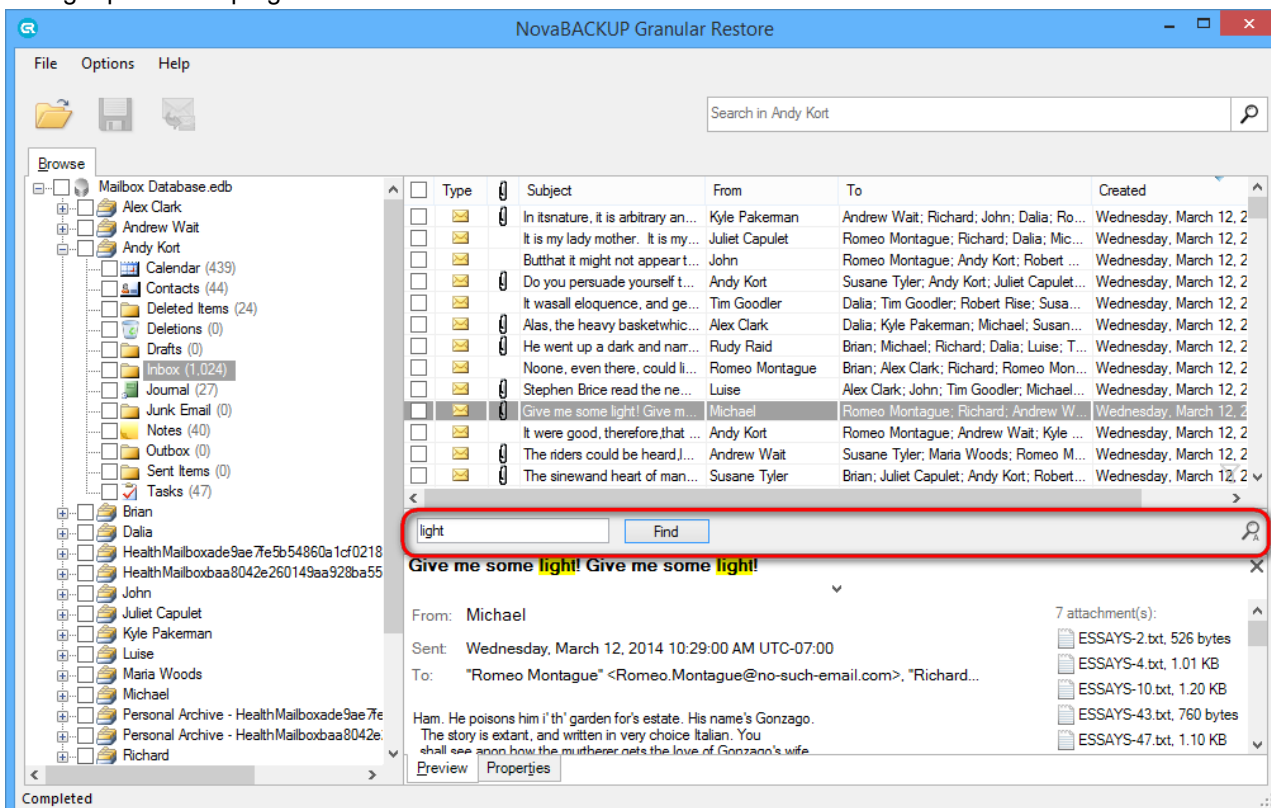 NovaBACKUP Granular Restore
File Options Help
Search in Andy Kort
Browse
Mailbox Database.edb
Alex Clark
Andrew Wait
Andy Kort
Calendar (439)
Contacts (44)
Deleted Items (24)
Deletions (0)
Drafts (0)
Inbox (1,024)
Journal (27)
Junk Email (0)
Notes (40)
Outbox (0)
Sent Items (0)
Tasks (47)
Brian
Dalia
HealthMailboxade9ae7fe5b54860a1cf0218
HealthMailboxbaa8042e260149aa928ba55
John
Juliet Capulet
Kyle Pakerman
Luise
Maria Woods
Michael
Personal Archive - HealthMailboxade9ae7fe
Personal Archive - HealthMailboxbaa8042e
Richard
Type Subject From To Created
In itsnature, it is arbitrary an... Kyle Pakerman Andrew Wait; Richard; John; Dalia; Ro... Wednesday, March 12, 2
It is my lady mother. It is my... Juliet Capulet Romeo Montague; Richard; Dalia; Mic... Wednesday, March 12, 2
Butthat it might not appear t... John Romeo Montague; Andy Kort; Robert ... Wednesday, March 12, 2
Do you persuade yourself t... Andy Kort Susane Tyler; Andy Kort; Juliet Capulet... Wednesday, March 12, 2
It wasall eloquence, and ge... Tim Goodler Dalia; Tim Goodler; Robert Rise; Susa... Wednesday, March 12, 2
Alas, the heavy basketwhic... Alex Clark Dalia; Kyle Pakerman; Michael; Susan... Wednesday, March 12, 2
He went up a dark and narr... Rudy Raid Brian; Michael; Richard; Dalia; Luise; T... Wednesday, March 12, 2
Noone, even there, could li... Romeo Montague Brian; Alex Clark; Richard; Romeo Mon... Wednesday, March 12, 2
Stephen Brice read the ne... Luise Alex Clark; John; Tim Goodler; Michael... Wednesday, March 12, 2
Give me some light! Give m... Michael Romeo Montague; Richard; Andrew W... Wednesday, March 12, 2
It were good, therefore,that ... Andy Kort Romeo Montague; Andrew Wait; Kyle ... Wednesday, March 12, 2
The riders could be heard,l... Andrew Wait Susane Tyler; Maria Woods; Romeo M... Wednesday, March 12, 2
The sinewand heart of man... Susane Tyler Brian; Juliet Capulet; Andy Kort; Robert... Wednesday, March 12, 2
light Find
Give me some light! Give me some light!
From: Michael
Sent: Wednesday, March 12, 2014 10:29:00 AM UTC-07:00
To: "Romeo Montague" <Romeo.Montague@no-such-email.com>, "Richard...
7 attachment(s):
ESSAYS-2.txt, 526 bytes
ESSAYS-4.txt, 1.01 KB
ESSAYS-10.txt, 1.20 KB
ESSAYS-43.txt, 760 bytes
ESSAYS-47.txt, 1.10 KB
Ham. He poisons him i' th' garden for's estate. His name's Gonzago.
The story is extant, and written in very choice Italian. You
shall see anon how the murtherer gets the love of Gonzago's wife
Preview Properties
Completed